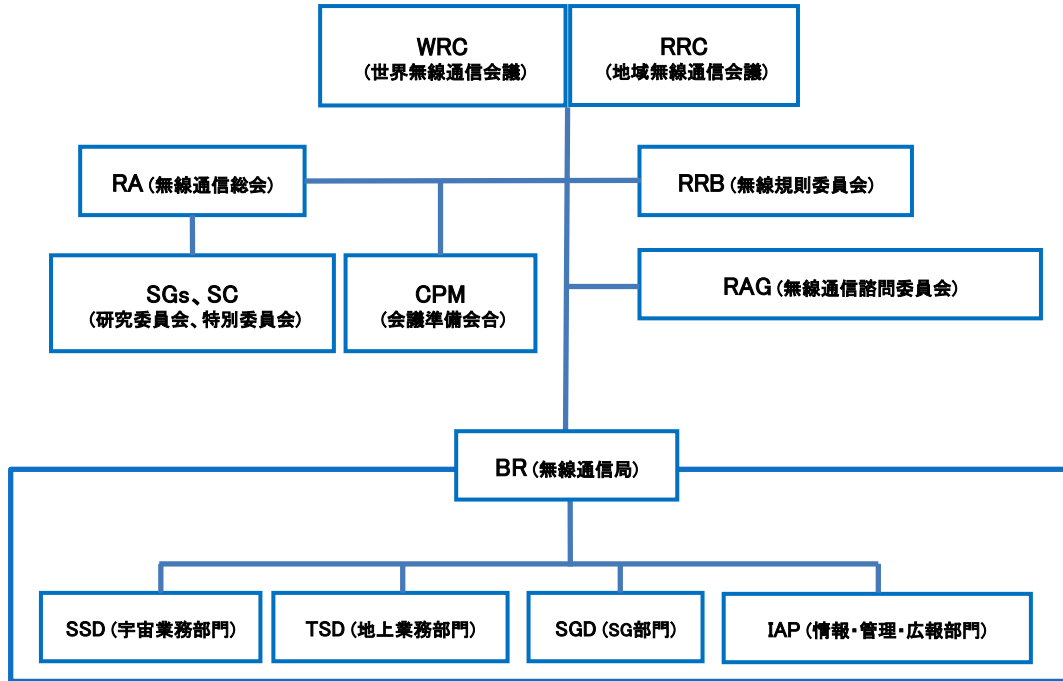 WRC
(世界無線通信会議)
RRC
(地域無線通信会議)
RA (無線通信総会)
RRB (無線規則委員会)
SGs、SC
(研究委員会、特別委員会)
CPM
(会議準備会合)
RAG (無線通信諮問委員会)
BR (無線通信局)
SSD (宇宙業務部門)
TSD (地上業務部門)
SGD (SG部門)
IAP (情報・管理・広報部門)